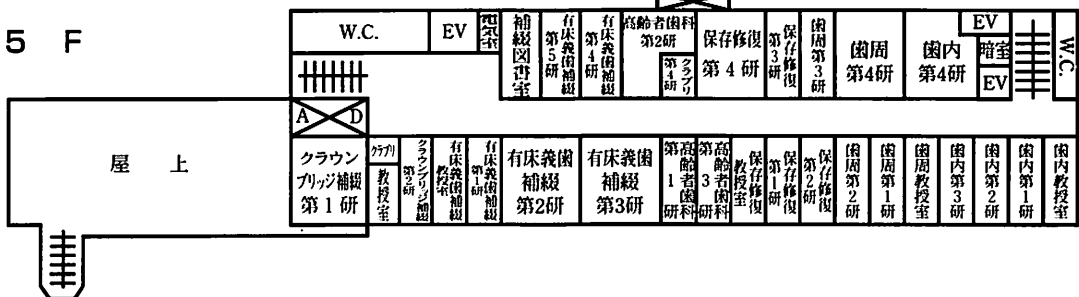 5 F
W.C.
EV
電気室
補綴図書室
有床義歯補綴
第5研
有床義歯補綴
第4研
高齢者歯科
第2研
クラブリ
第4研
保存修復
第4研
保存修復
第3研
歯周第3研
歯周
第4研
歯内
第4研
EV
暗室
EV
W.C.
A D
屋上
クラウン
ブリッジ補綴
第1研
クラブリ
教授室
クラウンブリッジ補綴
第2研
有床義歯補綴
教授室
有床義歯補綴
第1研
有床義歯
補綴
第2研
有床義歯
補綴
第3研
高齢者歯科
第1研
高齢者歯科
第3研
保存修復
教授室
保存修復
第1研
保存修復
第2研
歯周第2研
歯周第1研
歯周教授室
歯内第3研
歯内第2研
歯内第1研
歯内教授室